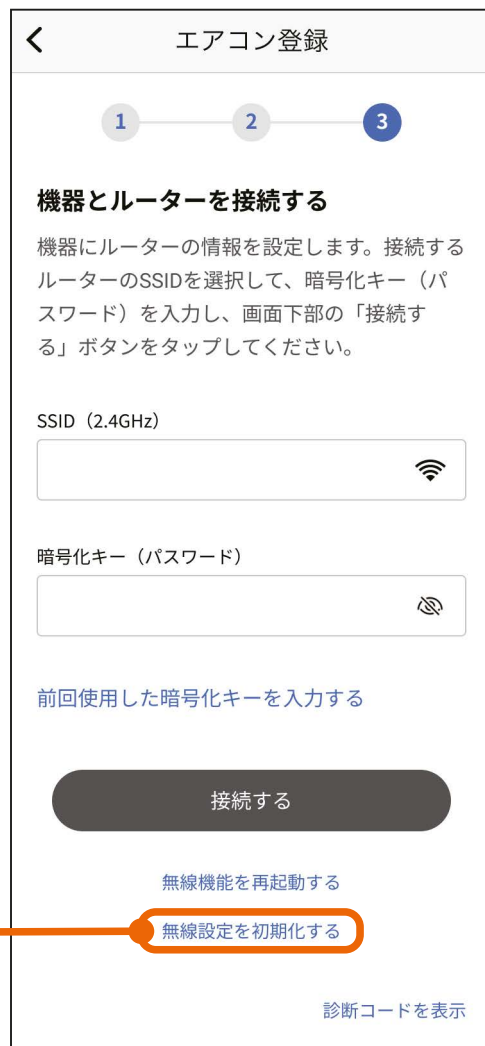 エアコン登録
1 2 3
機器とルーターを接続する
機器にルーターの情報を設定します。接続する
ルーターのSSIDを選択して、暗号化キー（パ
スワード）を入力し、画面下部の「接続す
る」ボタンをタップしてください。
SSID（2.4GHz）
暗号化キー（パスワード）
前回使用した暗号化キーを入力する
接続する
無線機能を再起動する
無線設定を初期化する
診断コードを表示